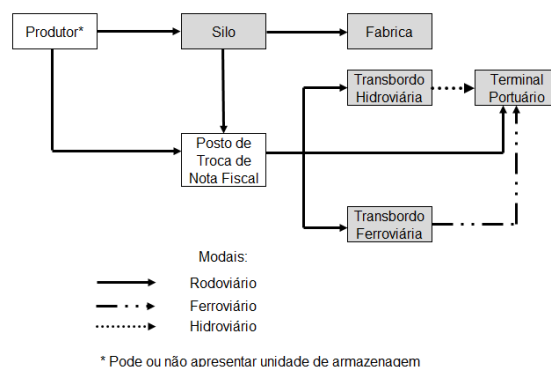 Produtor*
Silo
Fabrica
Transbordo
Hidroviária
Terminal
Portuário
Posto de
Troca de
Nota Fiscal
Transbordo
Ferroviária
Modais:
Rodoviário
Ferroviário
Hidroviário
* Pode ou não apresentar unidade de armazenagem